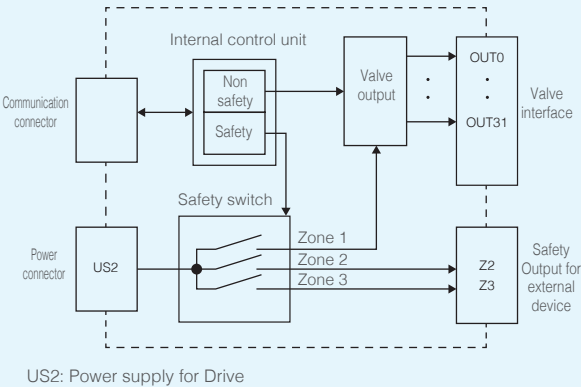 Internal control unit
Communication
connector
Non
safety
Safety
Valve
output
OUT0
OUT31
Valve
interface
Safety switch
Power
connector
US2
Zone 1
Zone 2
Zone 3
Z2
Z3
Safety
Output for
external
device
US2: Power supply for Drive